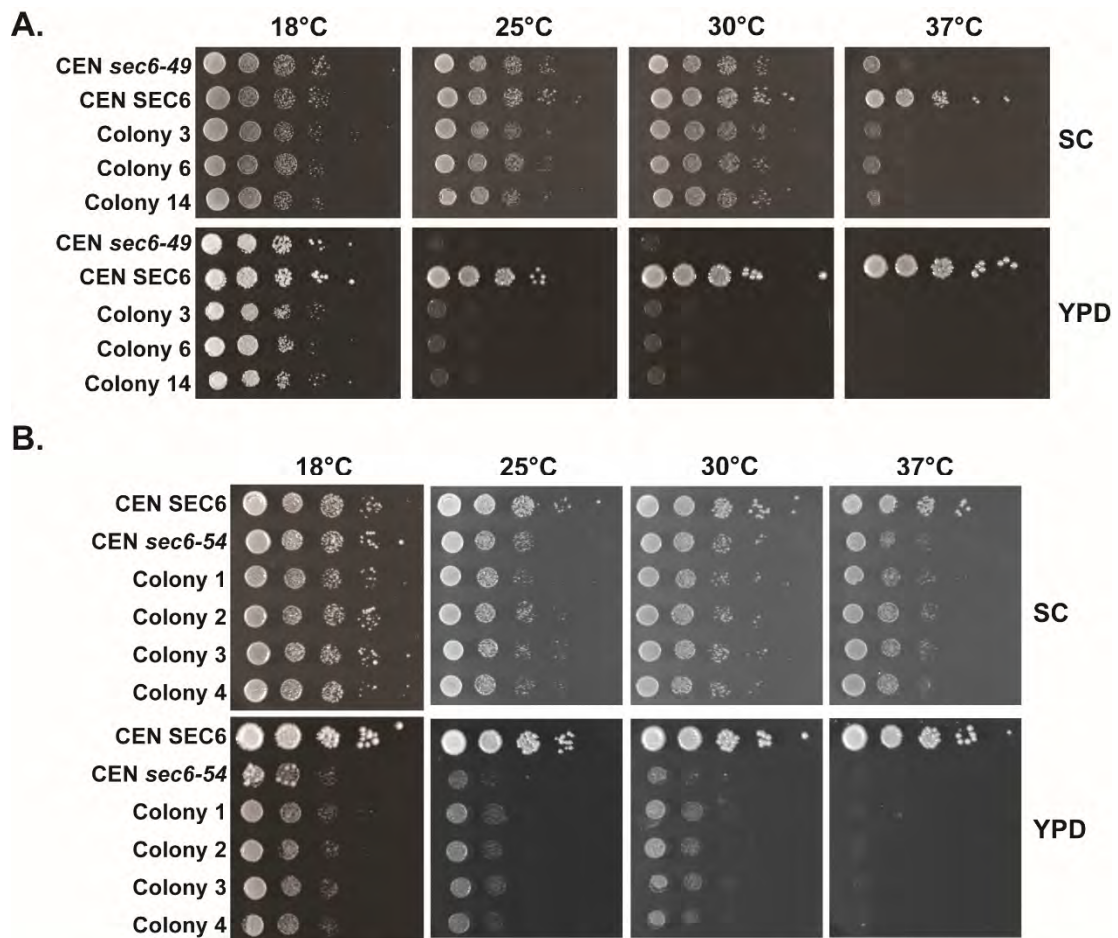 A.
18°C 25°C 30°C 37°C
CEN sec6-49
CEN SEC6
Colony 3
Colony 6
Colony 14
SC
CEN sec6-49
CEN SEC6
Colony 3
Colony 6
Colony 14
YPD
B.
18°C 25°C 30°C 37°C
CEN SEC6
CEN sec6-54
Colony 1
Colony 2
Colony 3
Colony 4
SC
CEN SEC6
CEN sec6-54
Colony 1
Colony 2
Colony 3
Colony 4
YPD